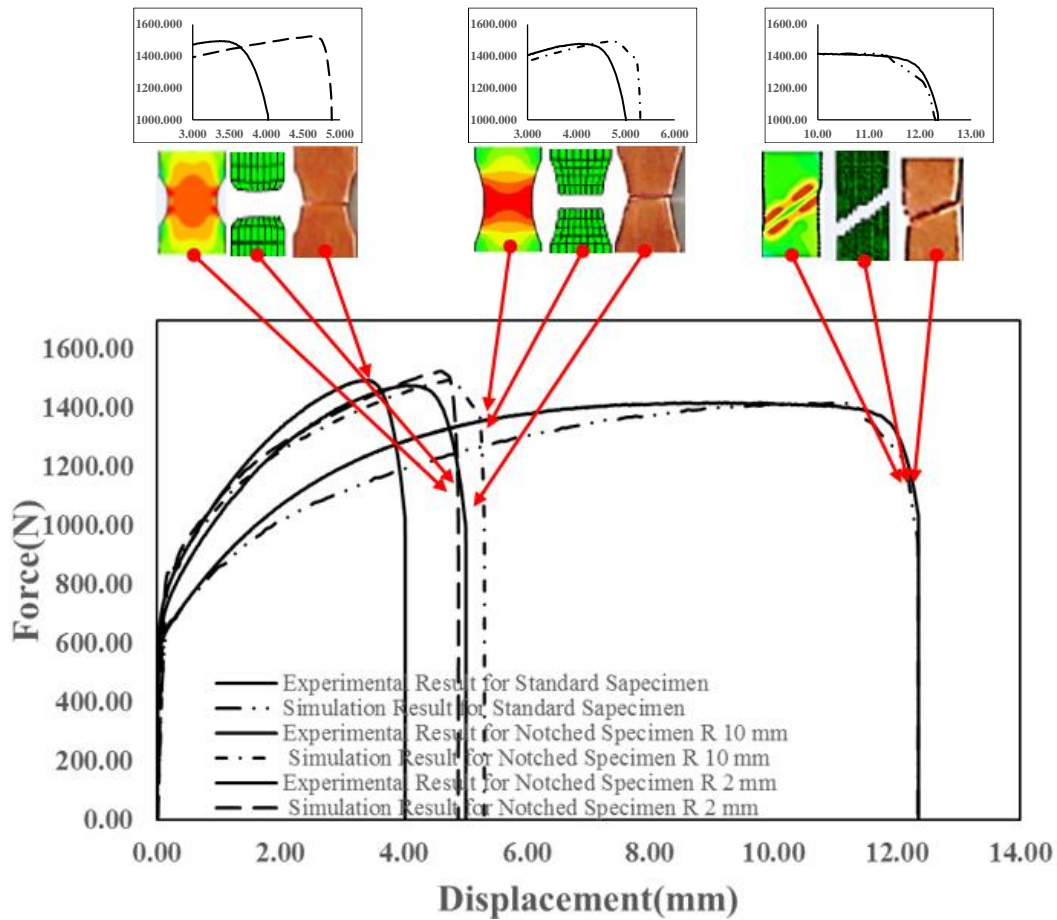 1600.000
1400.000
1200.000
1000.000
3.000 3.500 4.000 4.500 5.000
1600.000
1400.000
1200.000
1000.000
3.000 4.000 5.000 6.000
1600.000
1400.000
1200.000
1000.000
10.00 11.00 12.00 13.00
Force(N)
1600.00
1400.00
1200.00
1000.00
800.00
600.00
400.00
200.00
0.00
Experimental Result for Standard Sapecimen
Simulation Result for Standard Sapecimen
Experimental Result for Notched Specimen R 10 mm
Simulation Result for Notched Specimen R 10 mm
Experimental Result for Notched Specimen R 2 mm
Simulation Result for Notched Specimen R 2 mm
0.00 2.00 4.00 6.00 8.00 10.00 12.00 14.00
Displacement(mm)